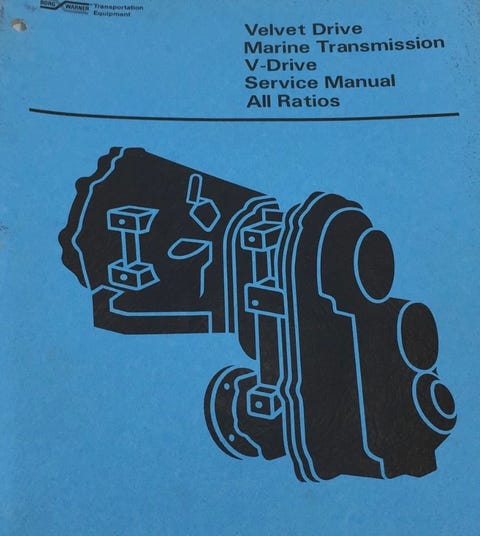 BORG WARNER Transportation
Equipment
Velvet Drive
Marine Transmission
V-Drive
Service Manual
All Ratios